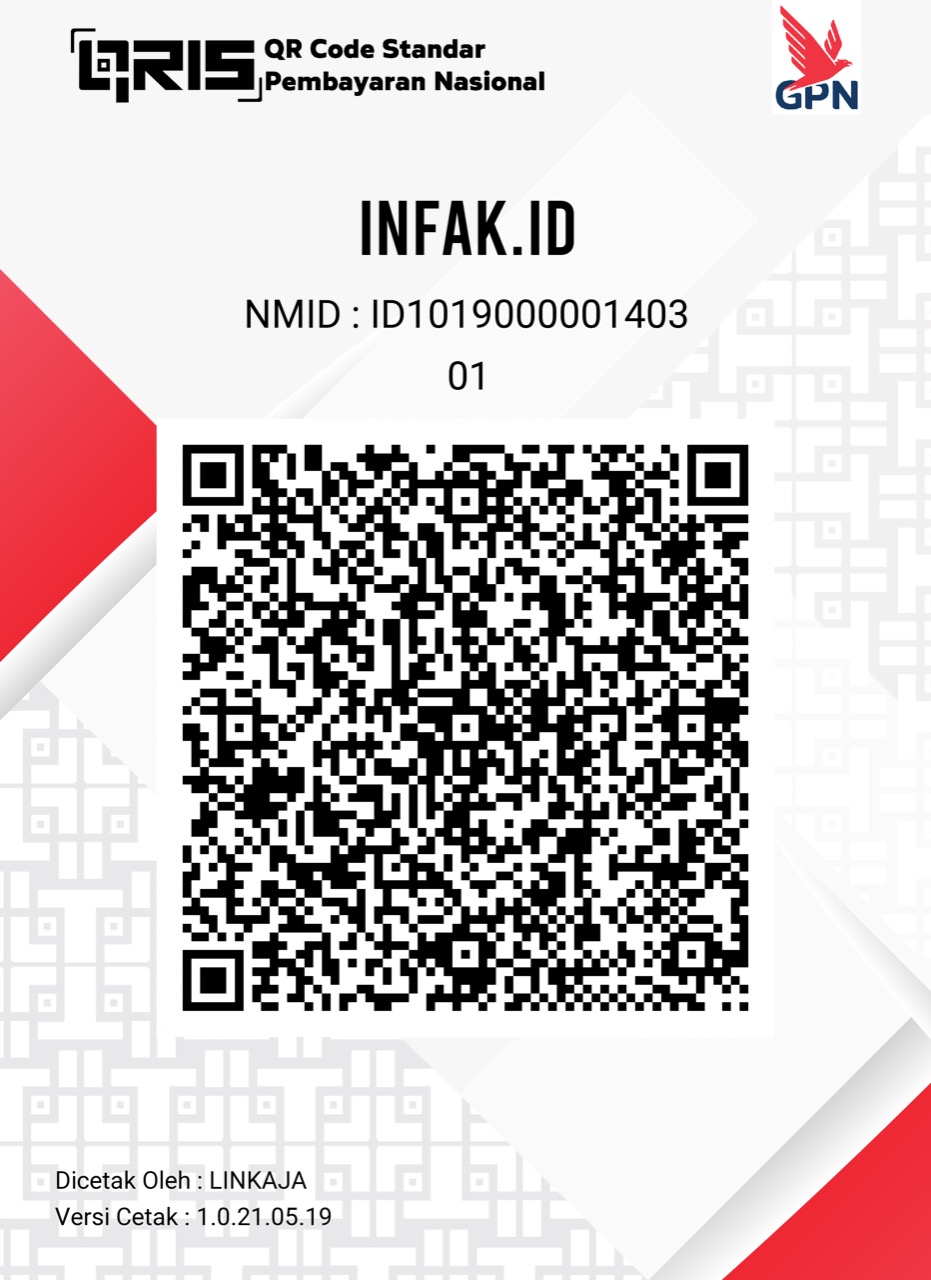 QRIS QR Code Standar
Pembayaran Nasional
GPN
INFAK.ID
NMID : ID1019000001403
01
Dicetak Oleh : LINKAJA
Versi Cetak : 1.0.21.05.19